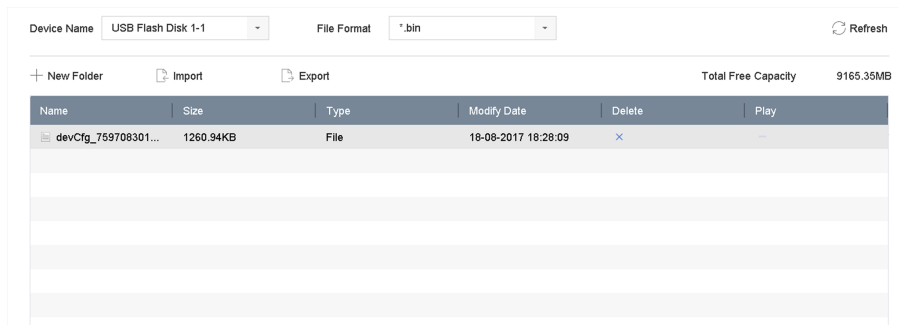 Device Name USB Flash Disk 1-1 File Format *.bin Refresh
New Folder Import Export Total Free Capacity 9165.35MB
Name Size Type Modify Date Delete Play
devCfg_759708301... 1260.94KB File 18-08-2017 18:28:09